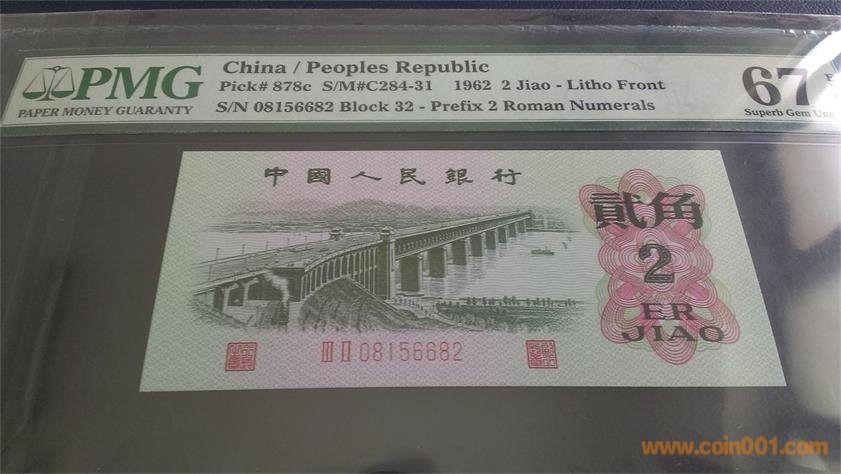 PMG
PAPER MONEY GUARANTY
China / Peoples Republic
Pick# 878c S/M#C284-31 1962 2 Jiao - Litho Front
S/N 08156682 Block 32 - Prefix 2 Roman Numerals
67
Superb Gem Unc
中國人民銀行
貳角
2
ER
JIAO
III II 08156682
www.coin001.com